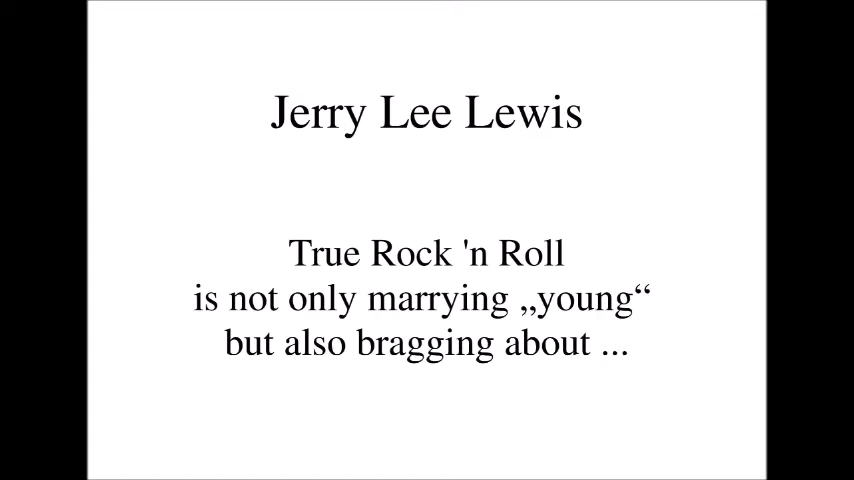 Jerry Lee Lewis
True Rock 'n Roll
is not only marrying „young“
but also bragging about ...